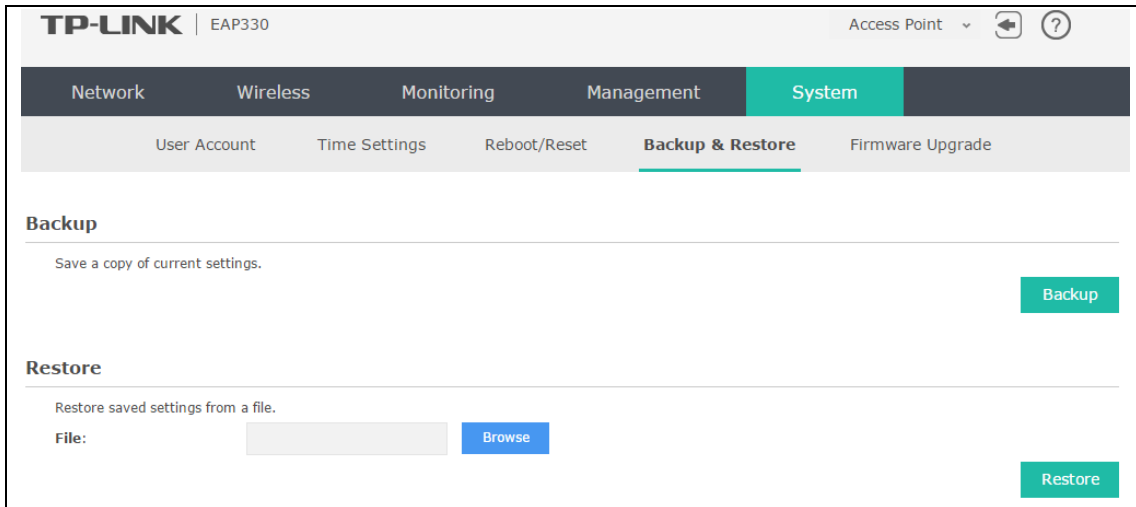 TP-LINK | EAP330 Access Point
Network Wireless Monitoring Management System
User Account Time Settings Reboot/Reset Backup & Restore Firmware Upgrade
Backup
Save a copy of current settings.
Backup
Restore
Restore saved settings from a file.
File: Browse
Restore